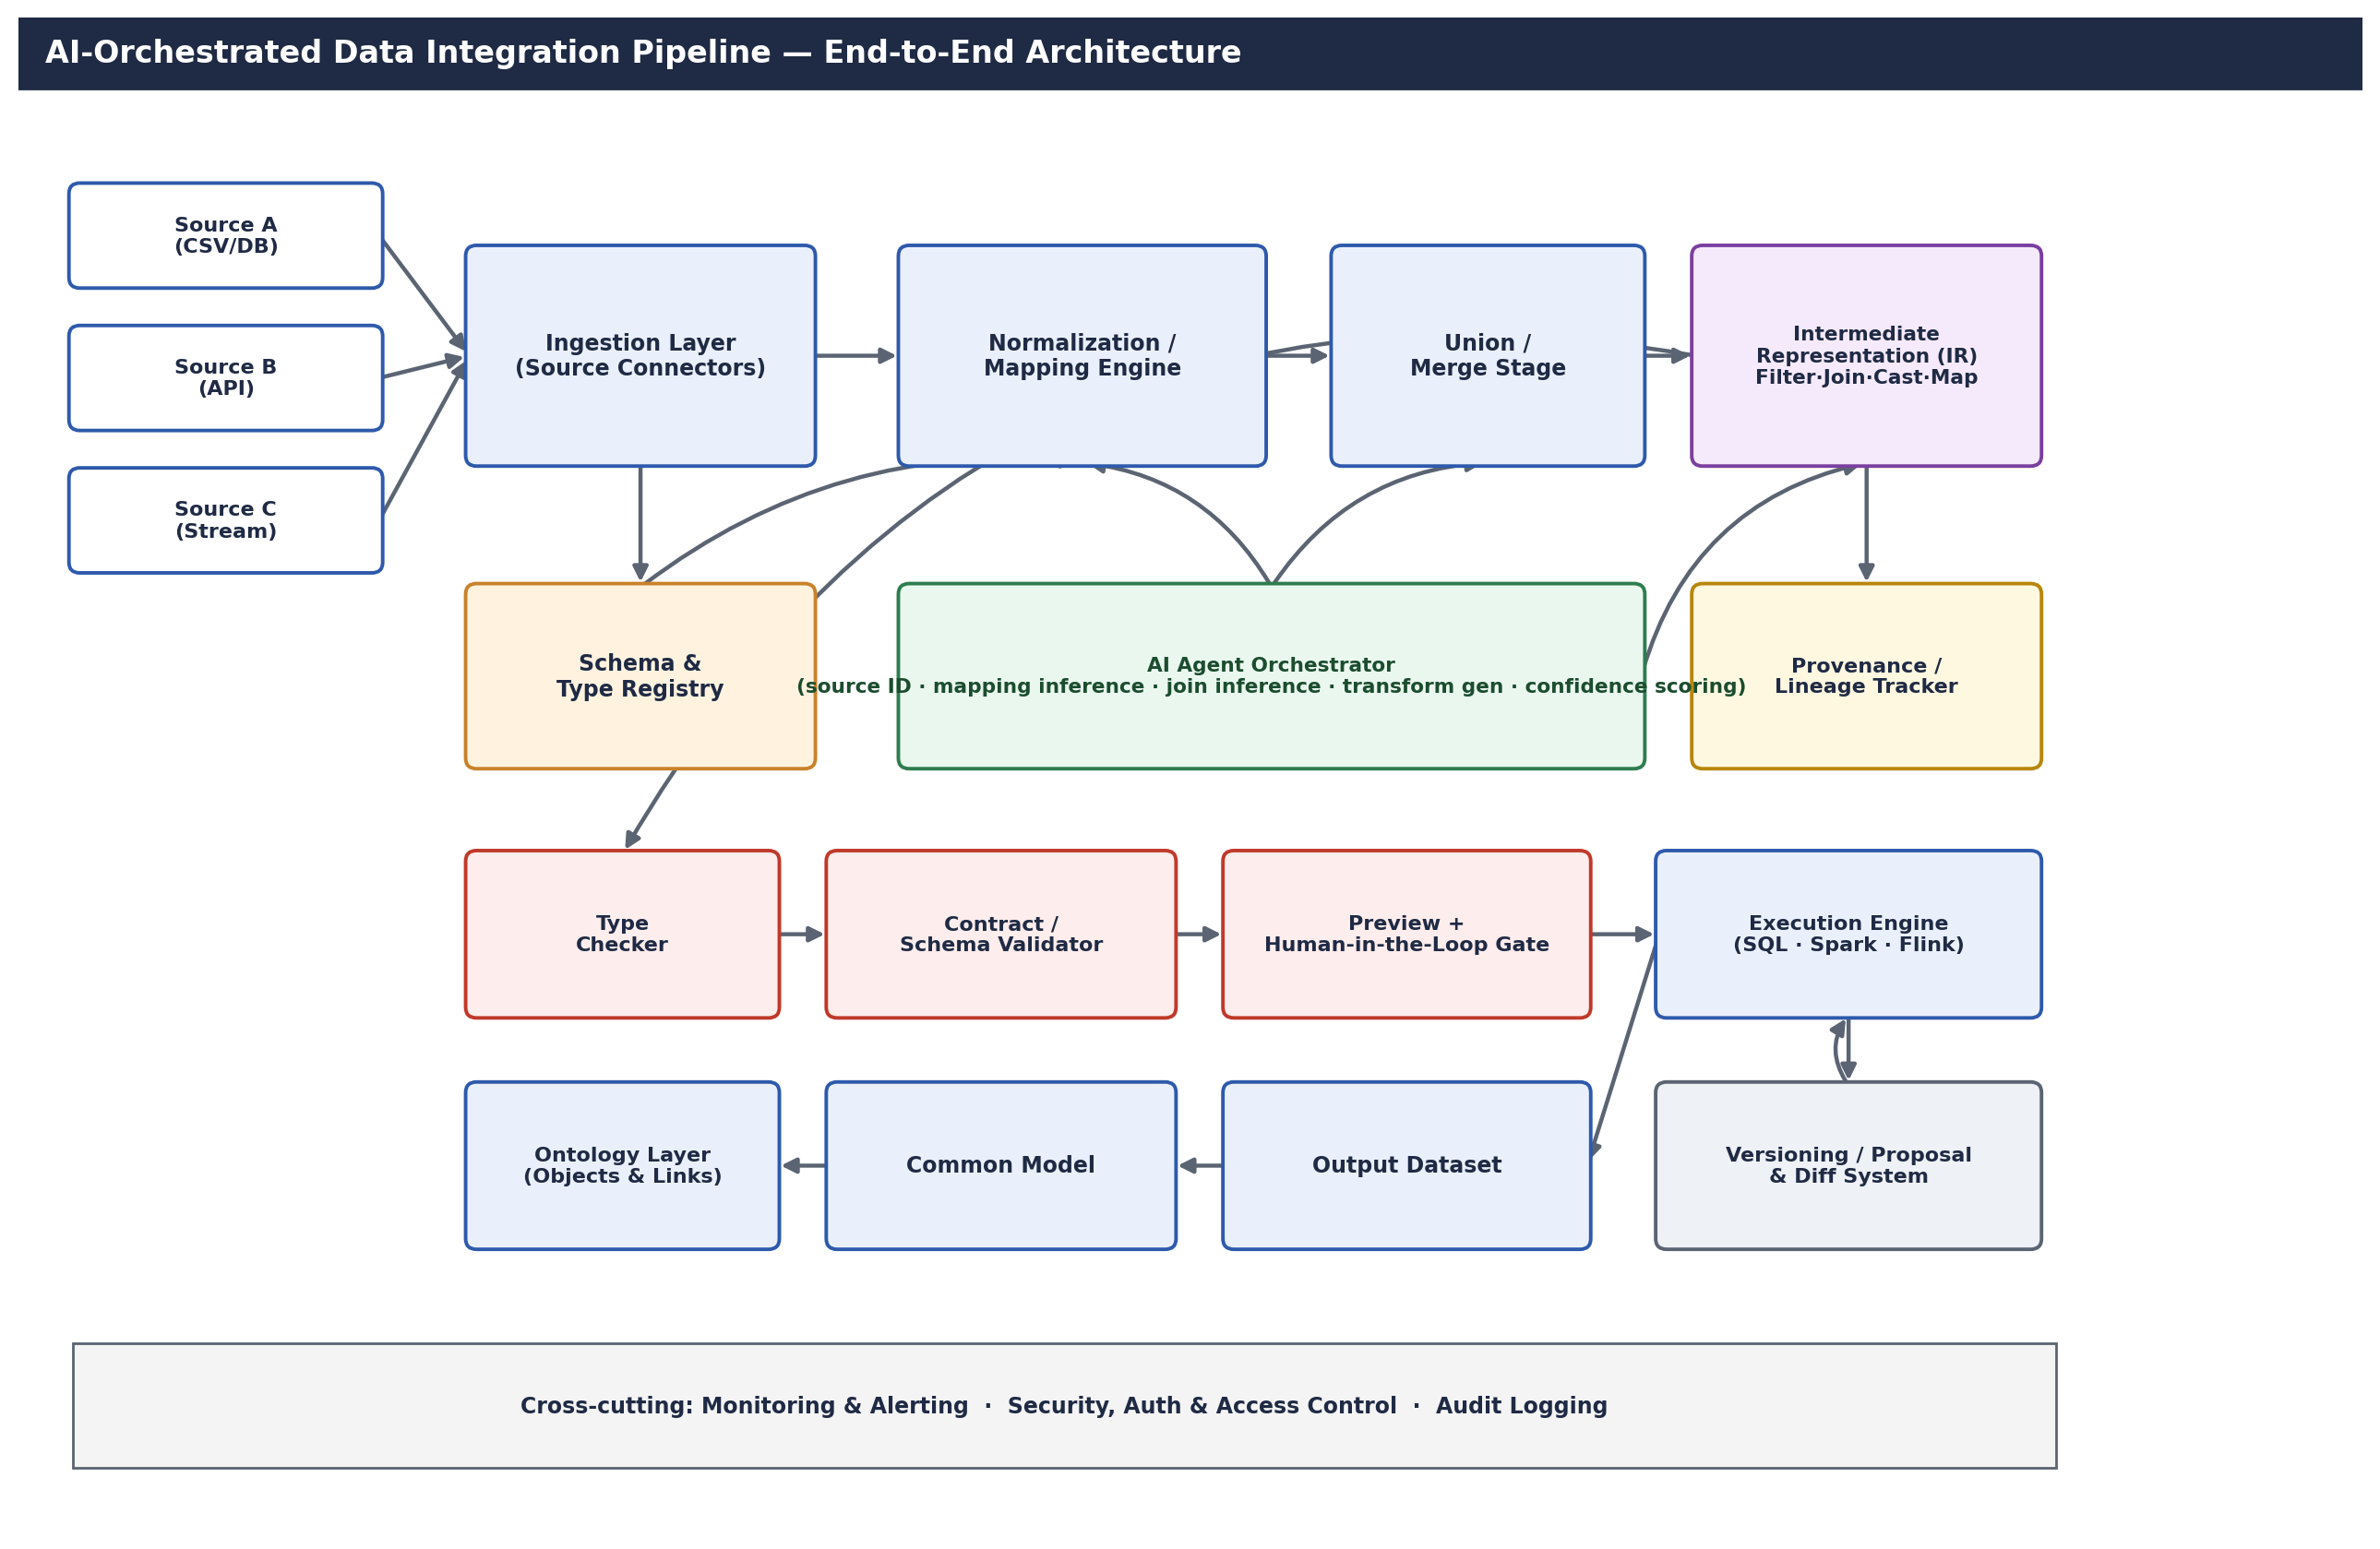 AI-Orchestrated Data Integration Pipeline — End-to-End Architecture
Source A
(CSV/DB)
Source B
(API)
Source C
(Stream)
Ingestion Layer
(Source Connectors)
Normalization /
Mapping Engine
Union /
Merge Stage
Intermediate
Representation (IR)
Filter·Join·Cast·Map
Schema &
Type Registry
AI Agent Orchestrator
(source ID · mapping inference · join inference · transform gen · confidence scoring)
Provenance /
Lineage Tracker
Type
Checker
Contract /
Schema Validator
Preview +
Human-in-the-Loop Gate
Execution Engine
(SQL · Spark · Flink)
Ontology Layer
(Objects & Links)
Common Model
Output Dataset
Versioning / Proposal
& Diff System
Cross-cutting: Monitoring & Alerting · Security, Auth & Access Control · Audit Logging